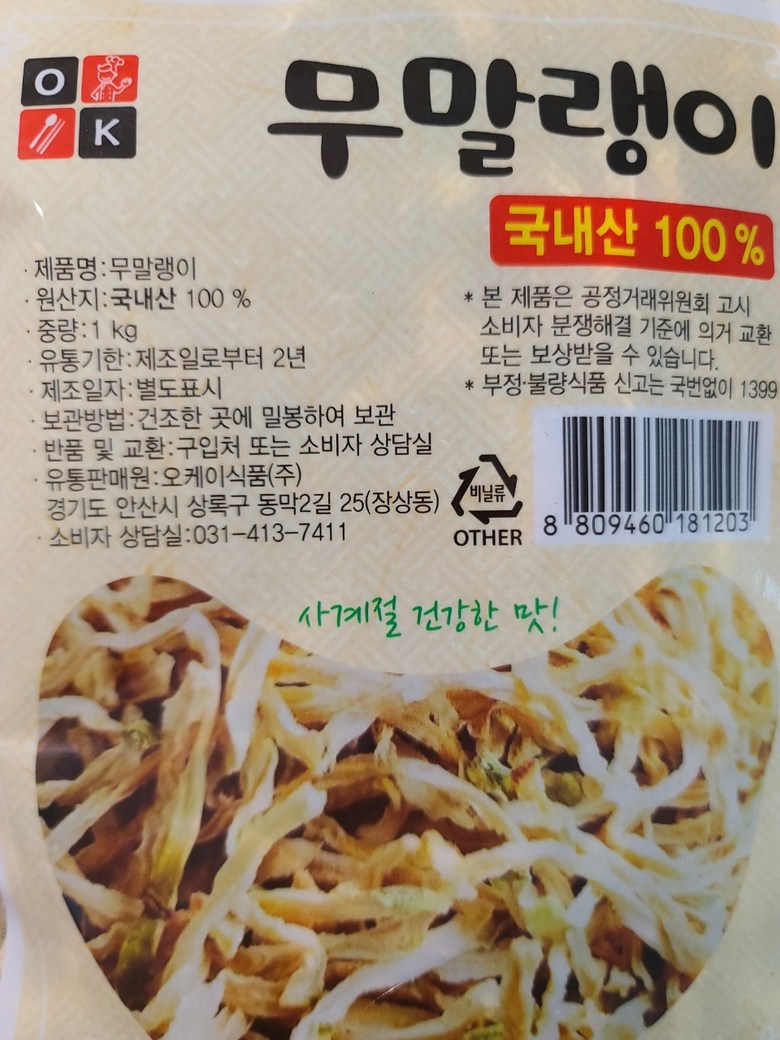 O
K
무말랭이
국내산 100 %
· 제품명:무말랭이
· 원산지:국내산 100 %
· 중량:1 kg
· 유통기한:제조일로부터 2년
· 제조일자:별도표시
· 보관방법:건조한 곳에 밀봉하여 보관
· 반품 및 교환:구입처 또는 소비자 상담실
· 유통판매원:오케이식품(주)
경기도 안산시 상록구 동막2길 25(장상동)
· 소비자 상담실:031-413-7411
* 본 제품은 공정거래위원회 고시
소비자 분쟁해결 기준에 의거 교환
또는 보상받을 수 있습니다.
* 부정·불량식품 신고는 국번없이 1399
비닐류
OTHER
8 809460 181203
사계절 건강한 맛!